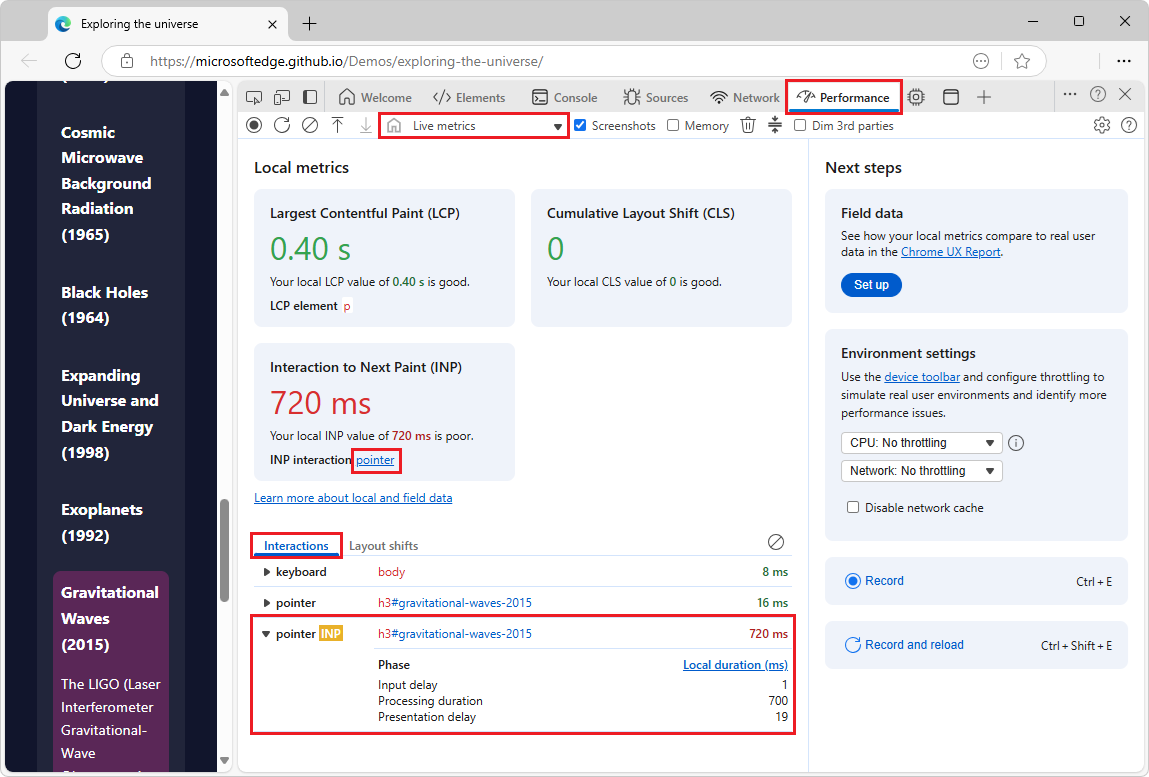 Exploring the universe
https://microsoftedge.github.io/Demos/exploring-the-universe/
Welcome
Elements
Console
Sources
Network
Performance
Live metrics
Screenshots
Memory
Dim 3rd parties
Cosmic
Microwave
Background
Radiation
(1965)
Black Holes
(1964)
Expanding
Universe and
Dark Energy
(1998)
Exoplanets
(1992)
Gravitational
Waves
(2015)
The LIGO (Laser
Interferometer
Gravitational-
Wave
Local metrics
Largest Contentful Paint (LCP)
0.40 s
Your local LCP value of 0.40 s is good.
LCP element p
Cumulative Layout Shift (CLS)
0
Your local CLS value of 0 is good.
Interaction to Next Paint (INP)
720 ms
Your local INP value of 720 ms is poor.
INP interaction pointer
Learn more about local and field data
Interactions
Layout shifts
keyboard body 8 ms
pointer h3#gravitational-waves-2015 16 ms
pointer INP h3#gravitational-waves-2015 720 ms
Phase Local duration (ms)
Input delay 1
Processing duration 700
Presentation delay 19
Next steps
Field data
See how your local metrics compare to real user
data in the Chrome UX Report.
Set up
Environment settings
Use the device toolbar and configure throttling to
simulate real user environments and identify more
performance issues.
CPU: No throttling
Network: No throttling
Disable network cache
Record Ctrl + E
Record and reload Ctrl + Shift + E